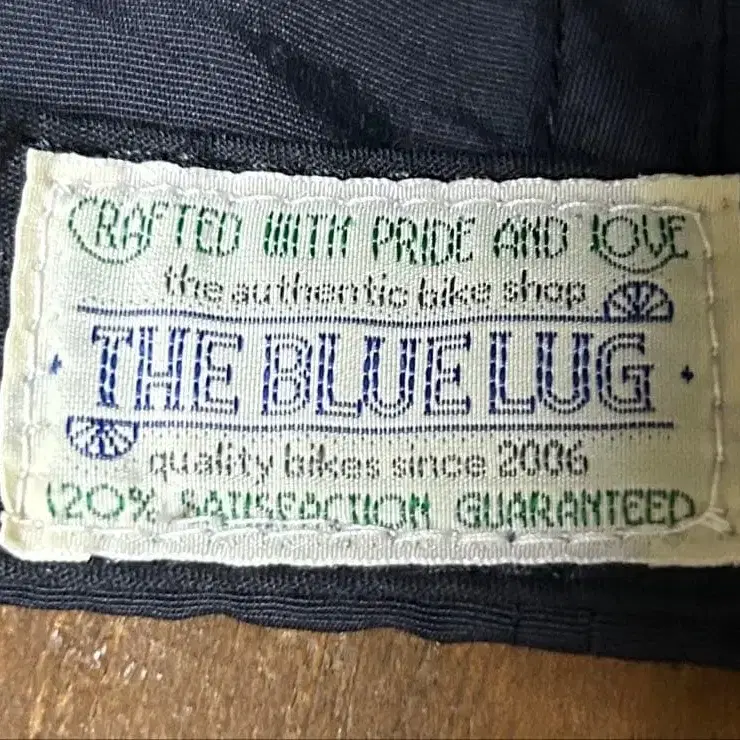 CRAFTED WITH PRIDE AND LOVE
the authentic bike shop
THE BLUE LUG
quality bikes since 2006
120% SATISFACTION GUARANTEED